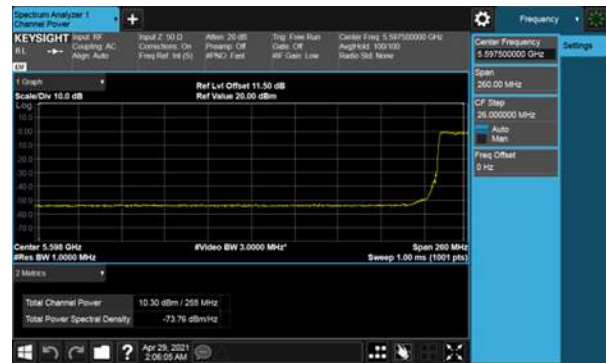 Spectrum Analyzer 1
Channel Power
Frequency
KEYSIGHT
Input: RF
Coupling: AC
Align: Auto
Input Z: 50 Ω
Corrections: On
Freq Ref: Int (S)
Atten: 20 dB
Preamp: Off
#PNO: Fast
Trig: Free Run
Gate: Off
#IF Gain: Low
Center Freq: 5.597500000 GHz
Avg|Hold: 100/100
Radio Std: None
Center Frequency
5.597500000 GHz
Settings
Span
260.00 MHz
CF Step
26.000000 MHz
Auto
Man
Freq Offset
0 Hz
1 Graph
Scale/Div 10.0 dB
Ref Lvl Offset 11.50 dB
Ref Value 20.00 dBm
Log
10.0
0.00
-10.0
-20.0
-30.0
-40.0
-50.0
-60.0
-70.0
Center 5.598 GHz
#Video BW 3.0000 MHz*
Span 260 MHz
#Res BW 1.0000 MHz
Sweep 1.00 ms (1001 pts)
2 Metrics
Total Channel Power 10.30 dBm / 255 MHz
Total Power Spectral Density -73.76 dBm/Hz
Apr 29, 2021
2:06:05 AM